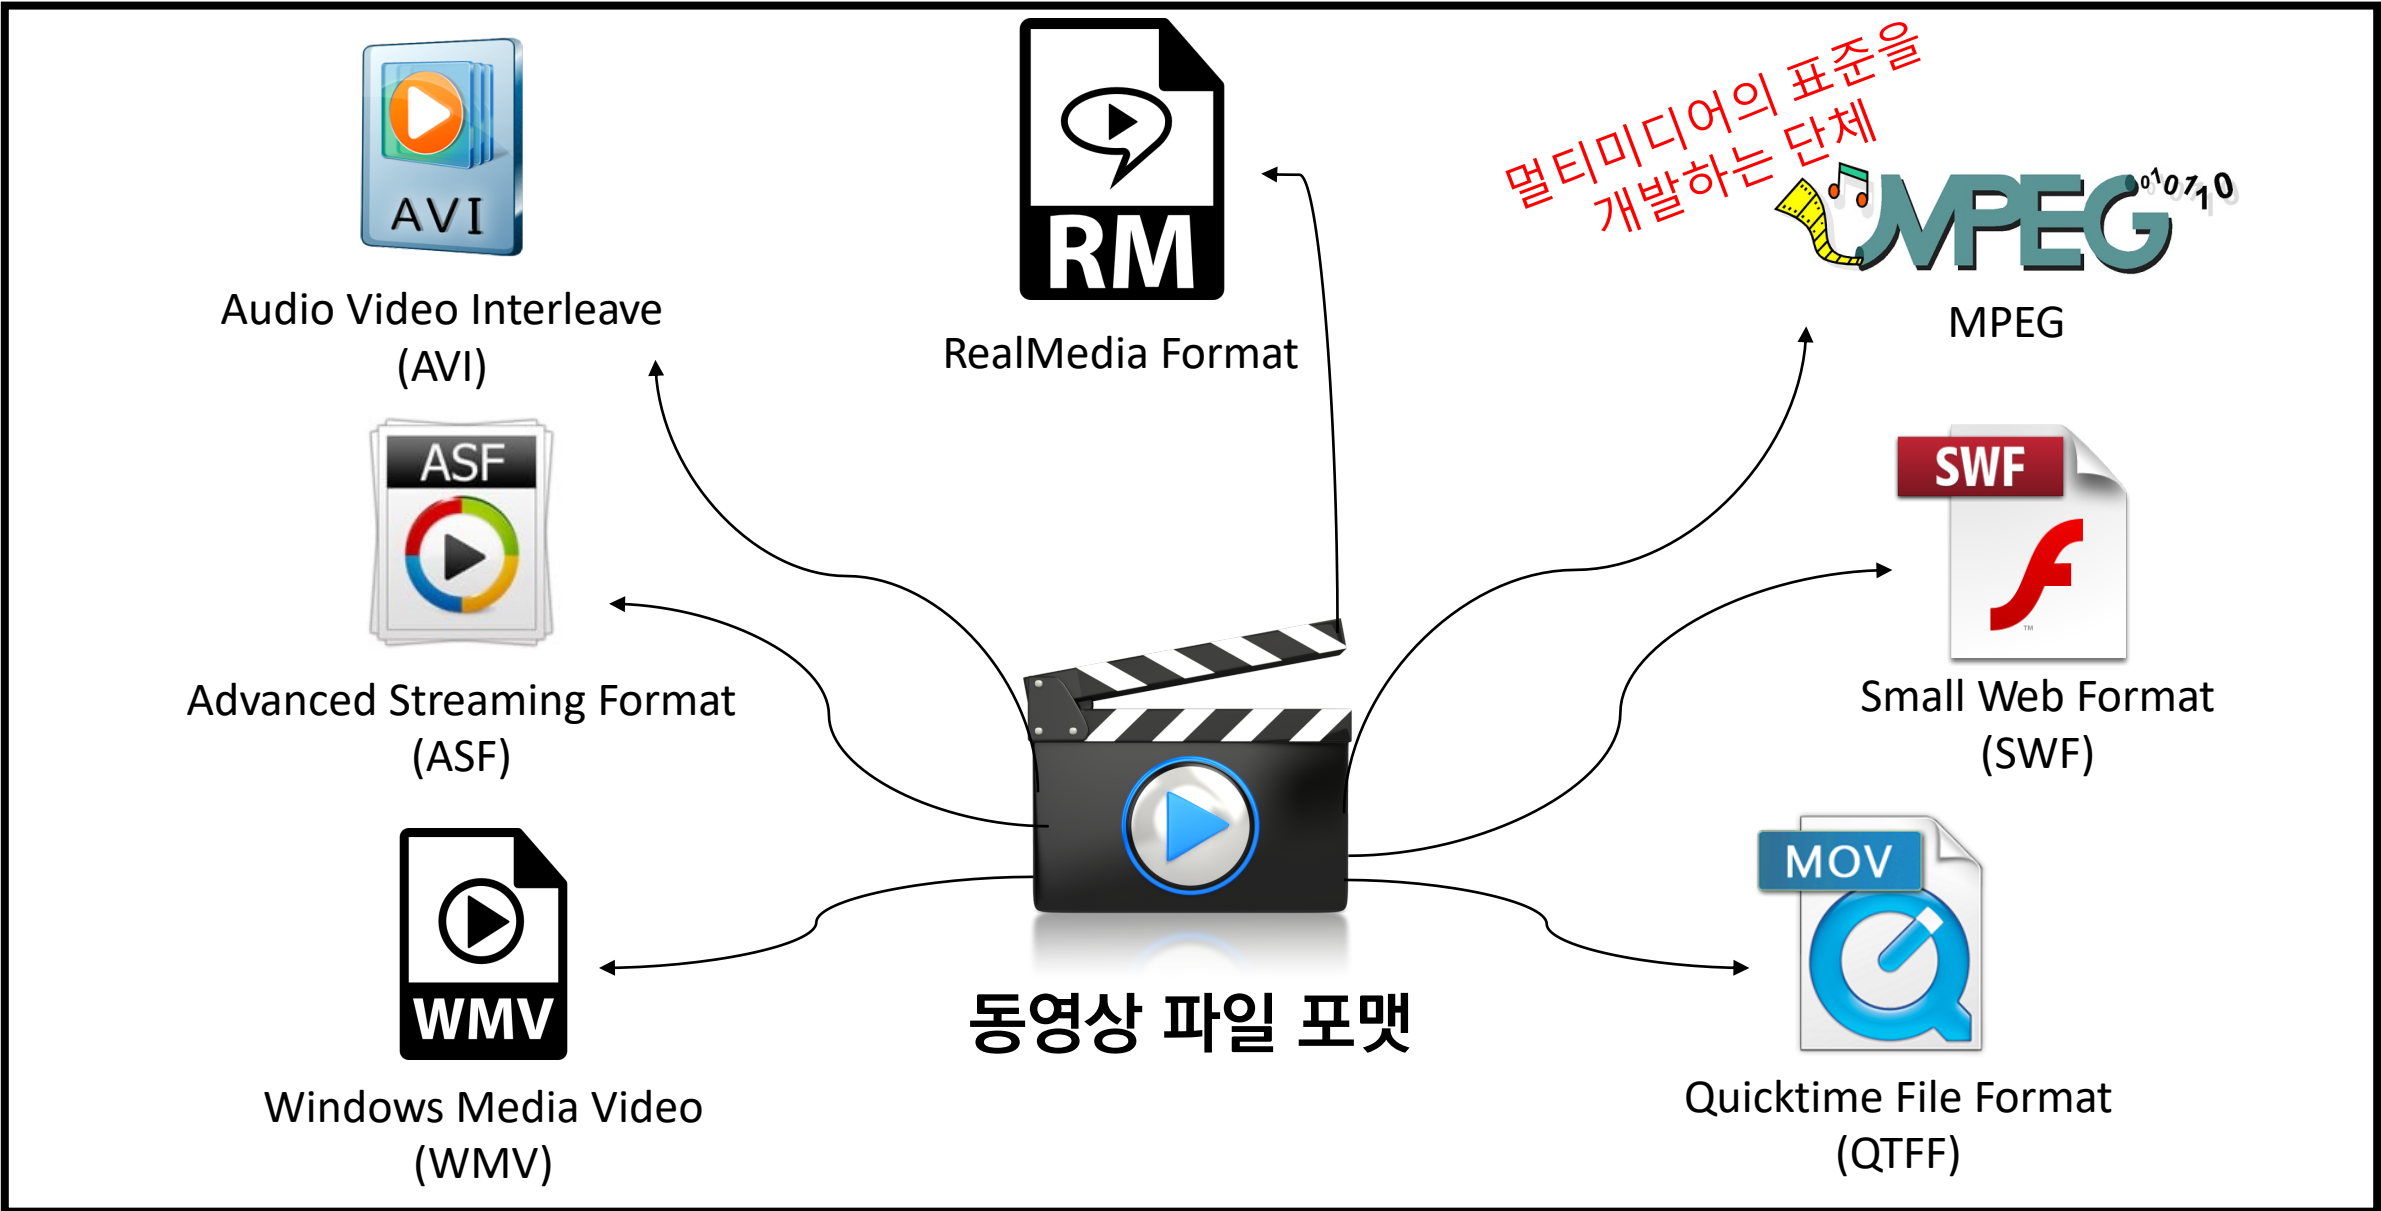 AVI
Audio Video Interleave
(AVI)
RM
RealMedia Format
멀티미디어의 표준을
개발하는 단체
MPEG
010110
MPEG
ASF
Advanced Streaming Format
(ASF)
SWF
TM
Small Web Format
(SWF)
WMV
Windows Media Video
(WMV)
동영상 파일 포맷
MOV
Quicktime File Format
(QTFF)